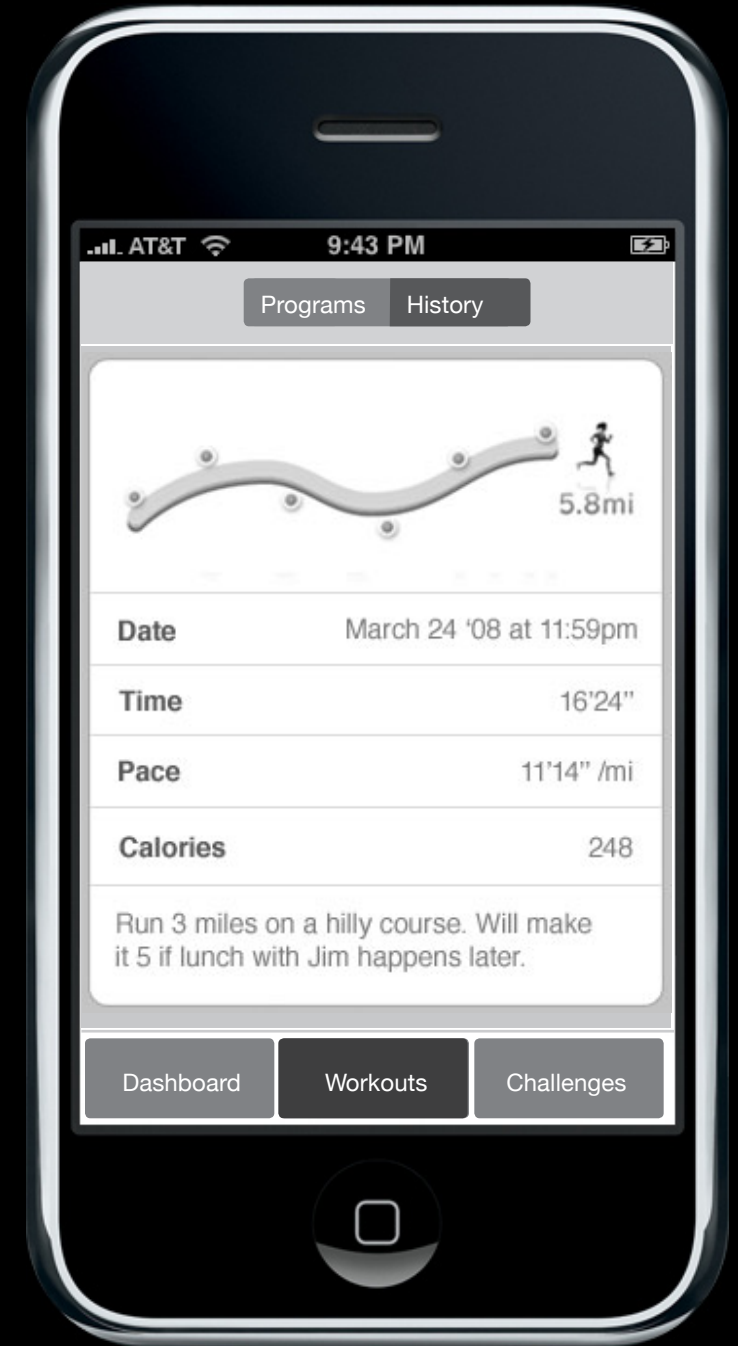 AT&T 9:43 PM
Programs History
5.8mi
Date March 24 ‘08 at 11:59pm
Time 16’24”
Pace 11’14” /mi
Calories 248
Run 3 miles on a hilly course. Will make
it 5 if lunch with Jim happens later.
Dashboard Workouts Challenges